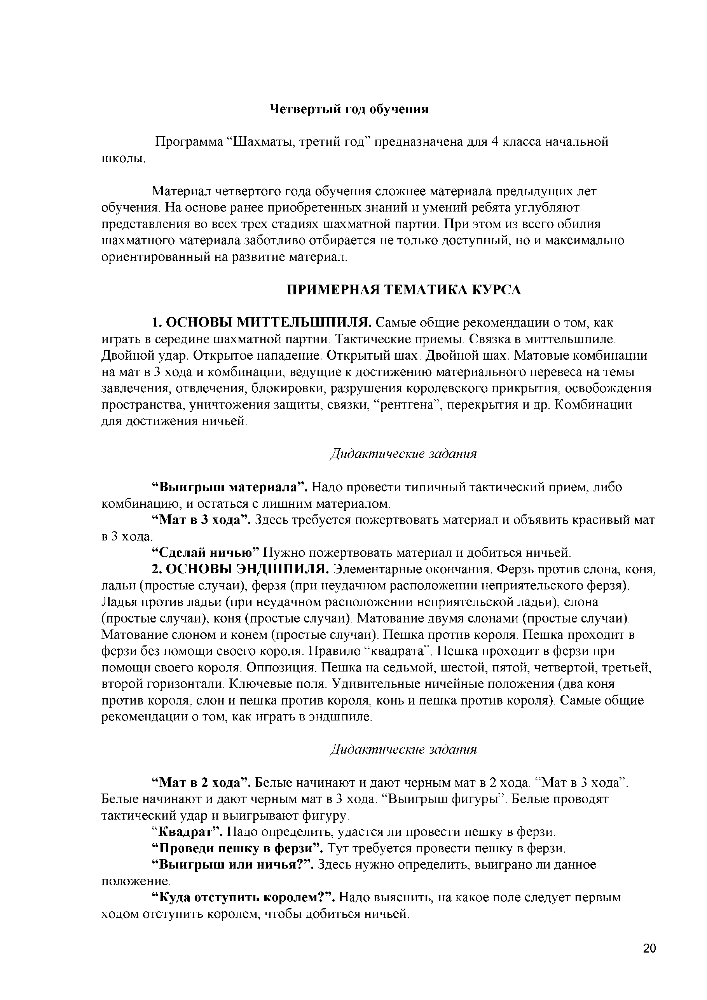 Четвертый год обучения
Программа “Шахматы, третий год” предназначена для 4 класса начальной
школы.
Материал четвертого года обучения сложнее материала предыдущих лет
обучения. На основе ранее приобретенных знаний и умений ребята углубляют
представления во всех трех стадиях шахматной партии. При этом из всего обилия
шахматного материала заботливо отбирается не только доступный, но и максимально
ориентированный на развитие материал.
ПРИМЕРНАЯ ТЕМАТИКА КУРСА
1. ОСНОВЫ МИТТЕЛЬШПИЛЯ. Самые общие рекомендации о том, как
играть в середине шахматной партии. Тактические приемы. Связка в миттельшпиле.
Двойной удар. Открытое нападение. Открытый шах. Двойной шах. Матовые комбинации
на мат в 3 хода и комбинации, ведущие к достижению материального перевеса на темы
завлечения, отвлечения, блокировки, разрушения королевского прикрытия, освобождения
пространства, уничтожения защиты, связки, “рентгена”, перекрытия и др. Комбинации
для достижения ничьей.
Дидактические задания
“Выигрыш материала”. Надо провести типичный тактический прием, либо
комбинацию, и остаться с лишним материалом.
“Мат в 3 хода”. Здесь требуется пожертвовать материал и объявить красивый мат
в 3 хода.
“Сделай ничью” Нужно пожертвовать материал и добиться ничьей.
2. ОСНОВЫ ЭНДШПИЛЯ. Элементарные окончания. Ферзь против слона, коня,
ладьи (простые случаи), ферзя (при неудачном расположении неприятельского ферзя).
Ладья против ладьи (при неудачном расположении неприятельской ладьи), слона
(простые случаи), коня (простые случаи). Матование двумя слонами (простые случаи).
Матование слоном и конем (простые случаи). Пешка против короля. Пешка проходит в
ферзи без помощи своего короля. Правило “квадрата”. Пешка проходит в ферзи при
помощи своего короля. Оппозиция. Пешка на седьмой, шестой, пятой, четвертой, третьей,
второй горизонтали. Ключевые поля. Удивительные ничейные положения (два коня
против короля, слон и пешка против короля, конь и пешка против короля). Самые общие
рекомендации о том, как играть в эндшпиле.
Дидактические задания
“Мат в 2 хода”. Белые начинают и дают черным мат в 2 хода. “Мат в 3 хода”.
Белые начинают и дают черным мат в 3 хода. “Выигрыш фигуры”. Белые проводят
тактический удар и выигрывают фигуру.
“Квадрат”. Надо определить, удастся ли провести пешку в ферзи.
“Проведи пешку в ферзи”. Тут требуется провести пешку в ферзи.
“Выигрыш или ничья?”. Здесь нужно определить, выиграно ли данное
положение.
“Куда отступить королем?”. Надо выяснить, на какое поле следует первым
ходом отступить королем, чтобы добиться ничьей.
20